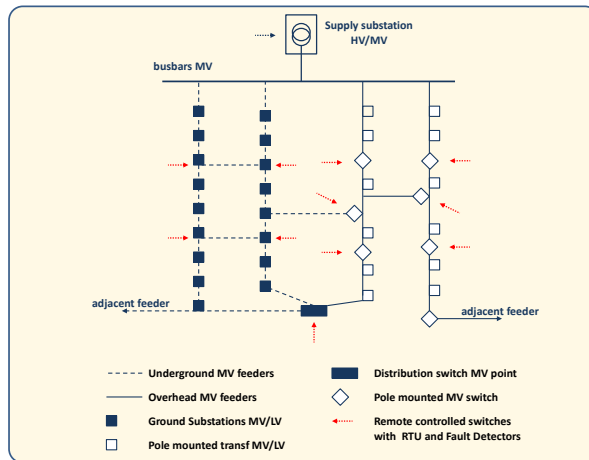 Supply substation
HV/MV
busbars MV
adjacent feeder
adjacent feeder
Underground MV feeders
Distribution switch MV point
Overhead MV feeders
Pole mounted MV switch
Ground Substations MV/LV
Remote controlled switches
with RTU and Fault Detectors
Pole mounted transf MV/LV